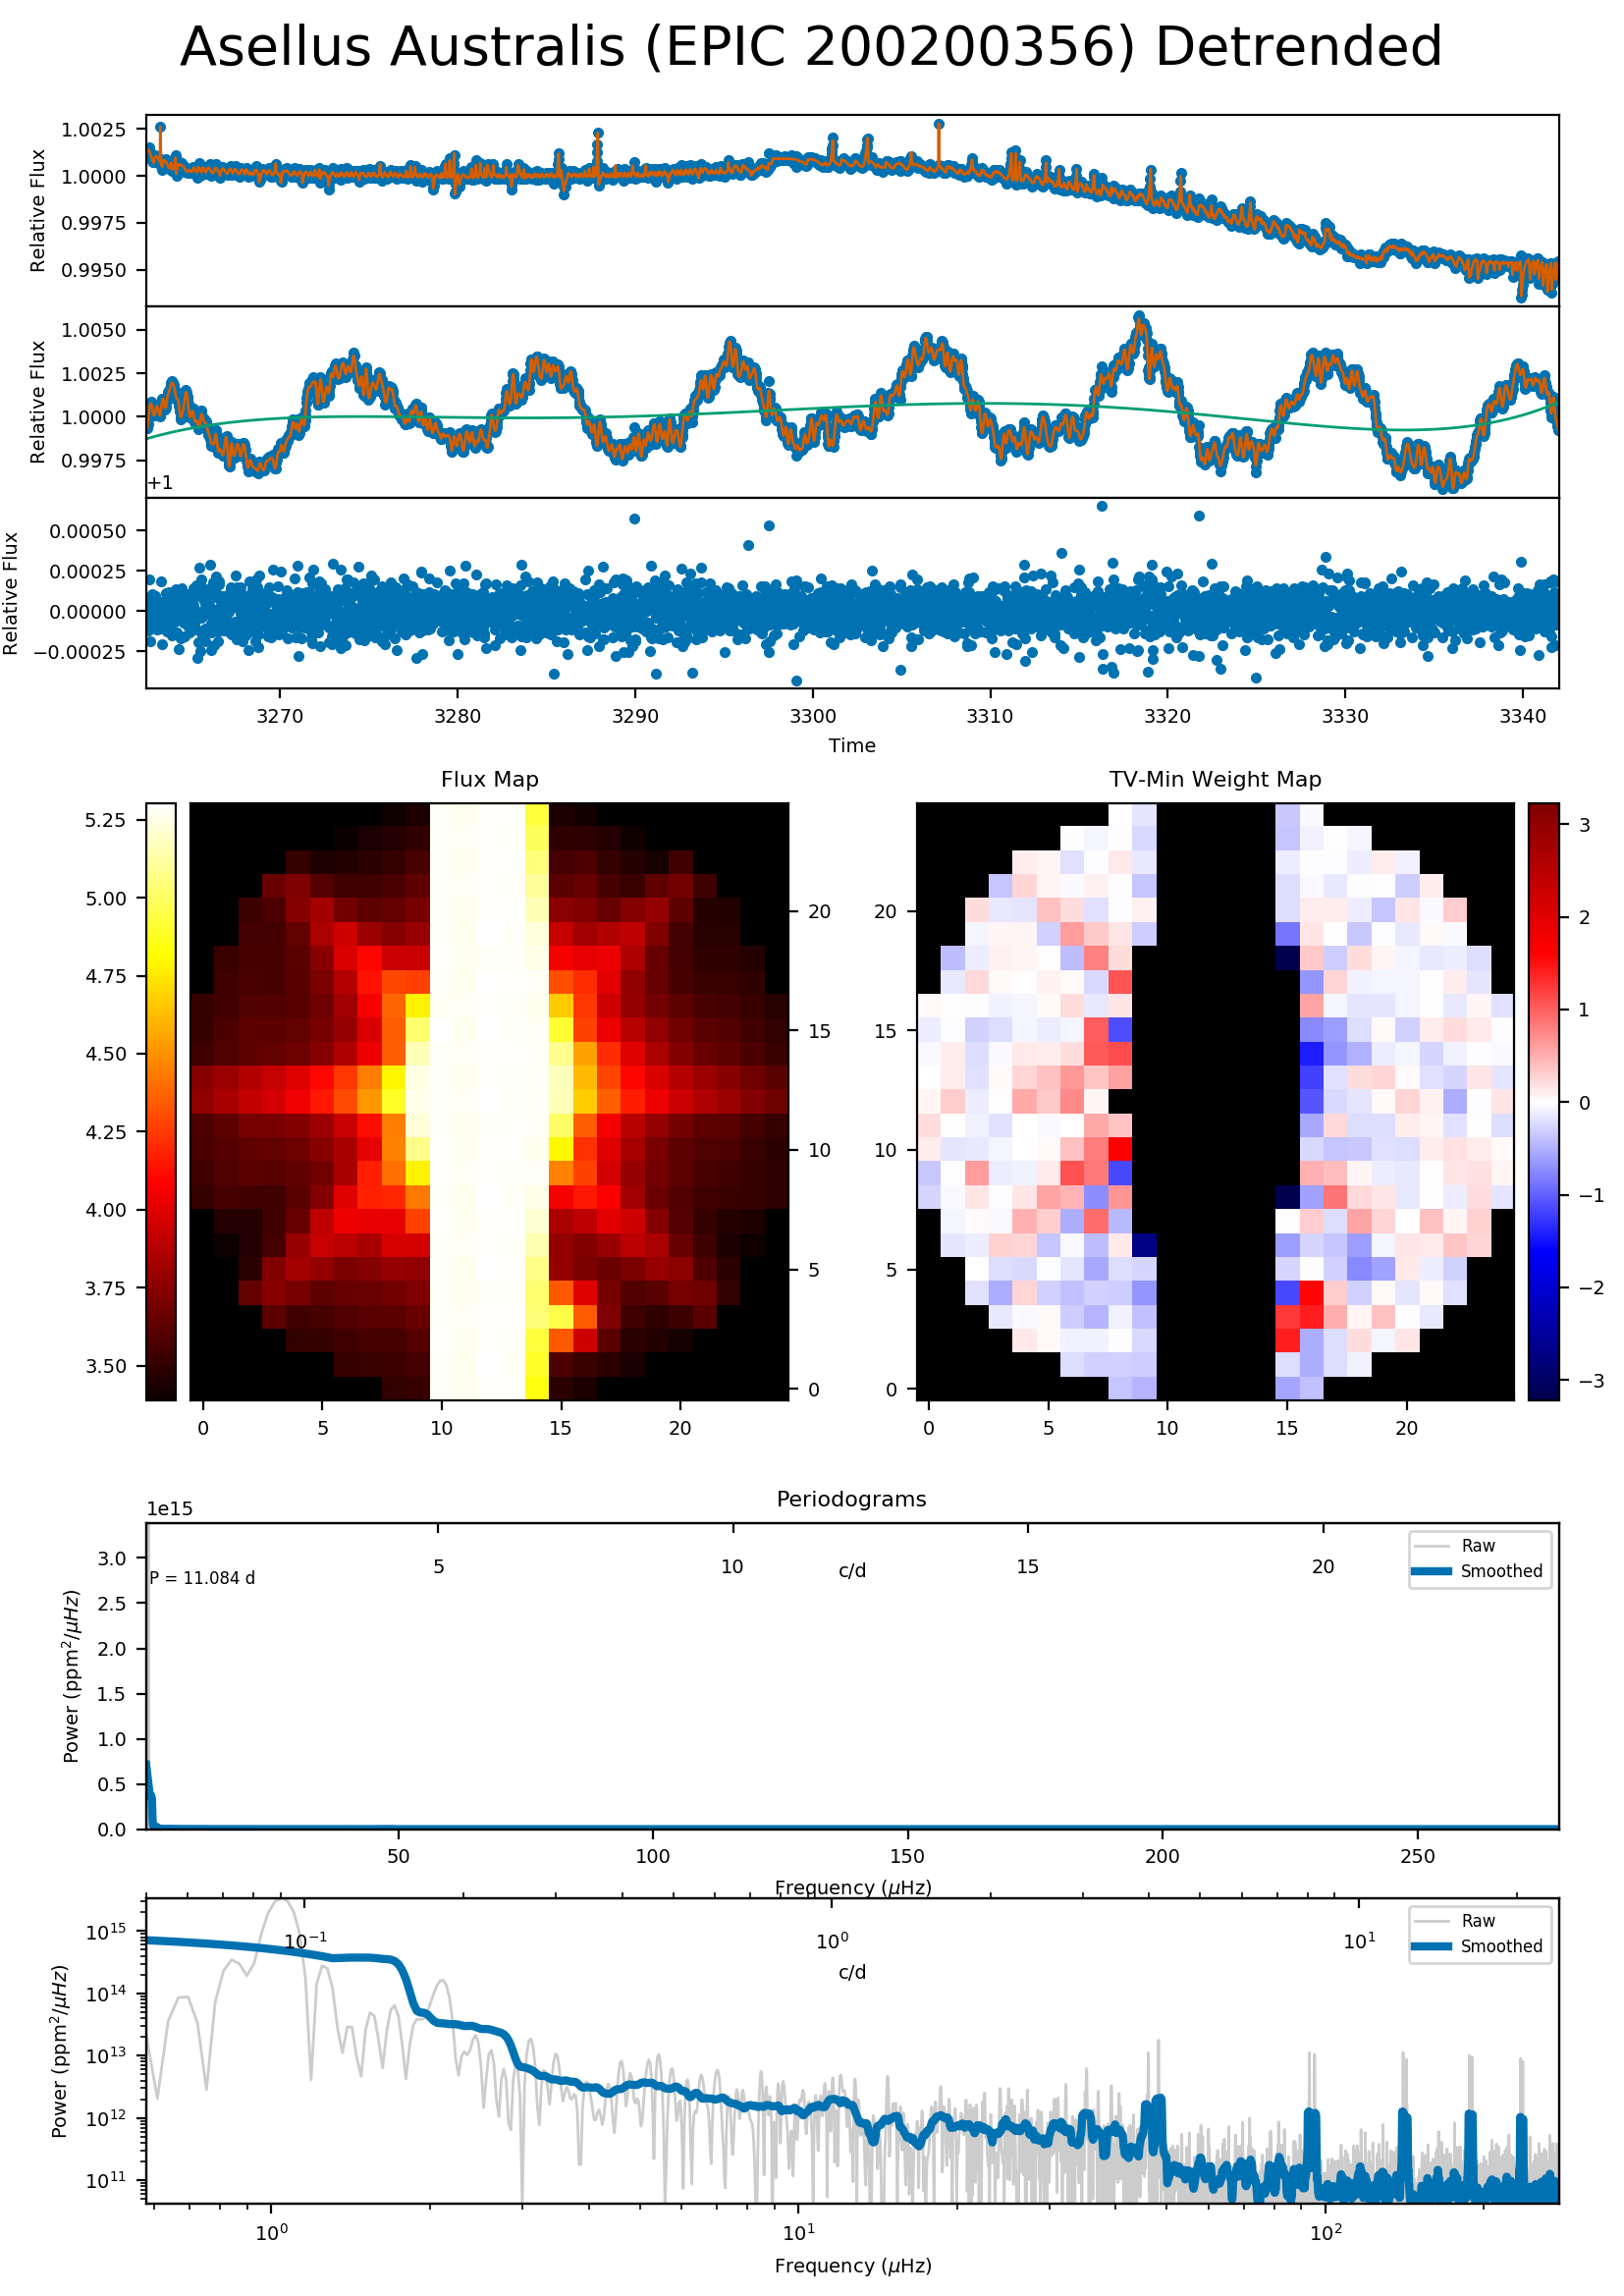 Asellus Australis (EPIC 200200356) Detrended
1.0025
1.0000
0.9975
0.9950
Relative Flux
1.0050
1.0025
1.0000
0.9975
Relative Flux
+1
0.00050
0.00025
0.00000
−0.00025
Relative Flux
3270 3280 3290 3300 3310 3320 3330 3340
Time
Flux Map
5.25
5.00
4.75
4.50
4.25
4.00
3.75
3.50
20
15
10
5
0
0 5 10 15 20
TV-Min Weight Map
20
15
10
5
0
0 5 10 15 20
3
2
1
0
−1
−2
−3
Periodograms
1e15
3.0
2.5
2.0
1.5
1.0
0.5
0.0
Power (ppm²/μHz)
P = 11.084 d
5 10 15 20
c/d
Raw
Smoothed
50 100 150 200 250
Frequency (μHz)
10¹⁵
10¹⁴
10¹³
10¹²
10¹¹
Power (ppm²/μHz)
10⁻¹ 10⁰ 10¹
c/d
Raw
Smoothed
10⁰ 10¹ 10²
Frequency (μHz)